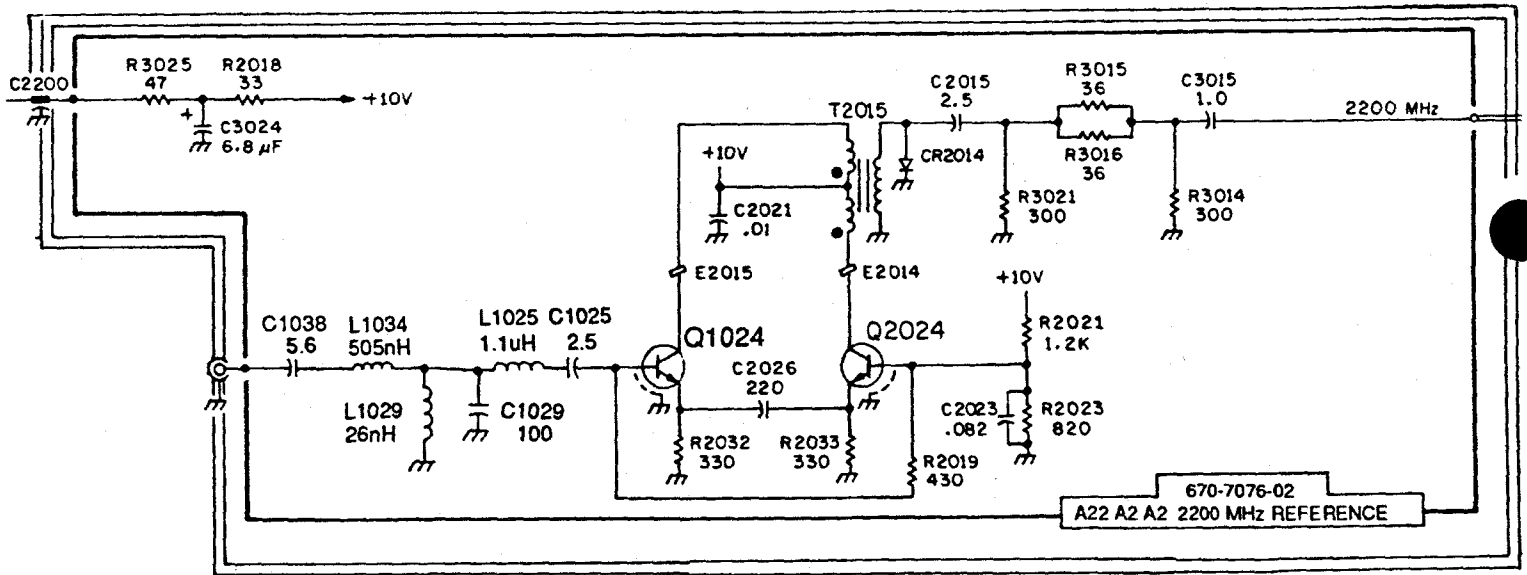 C2200
R3025
47
R2018
33
+10V
+
C3024
6.8 µF
T2015
C2015
2.5
R3015
36
C3015
1.0
2200 MHz
R3016
36
CR2014
+10V
C2021
.01
R3021
300
R3014
300
E2015
E2014
+10V
C1038
5.6
L1034
505nH
L1025
1.1uH
C1025
2.5
Q1024
Q2024
R2021
1.2K
C2026
220
L1029
26nH
C1029
100
C2023
.082
R2023
820
R2032
330
R2033
330
R2019
430
670-7076-02
A22 A2 A2 2200 MHz REFERENCE